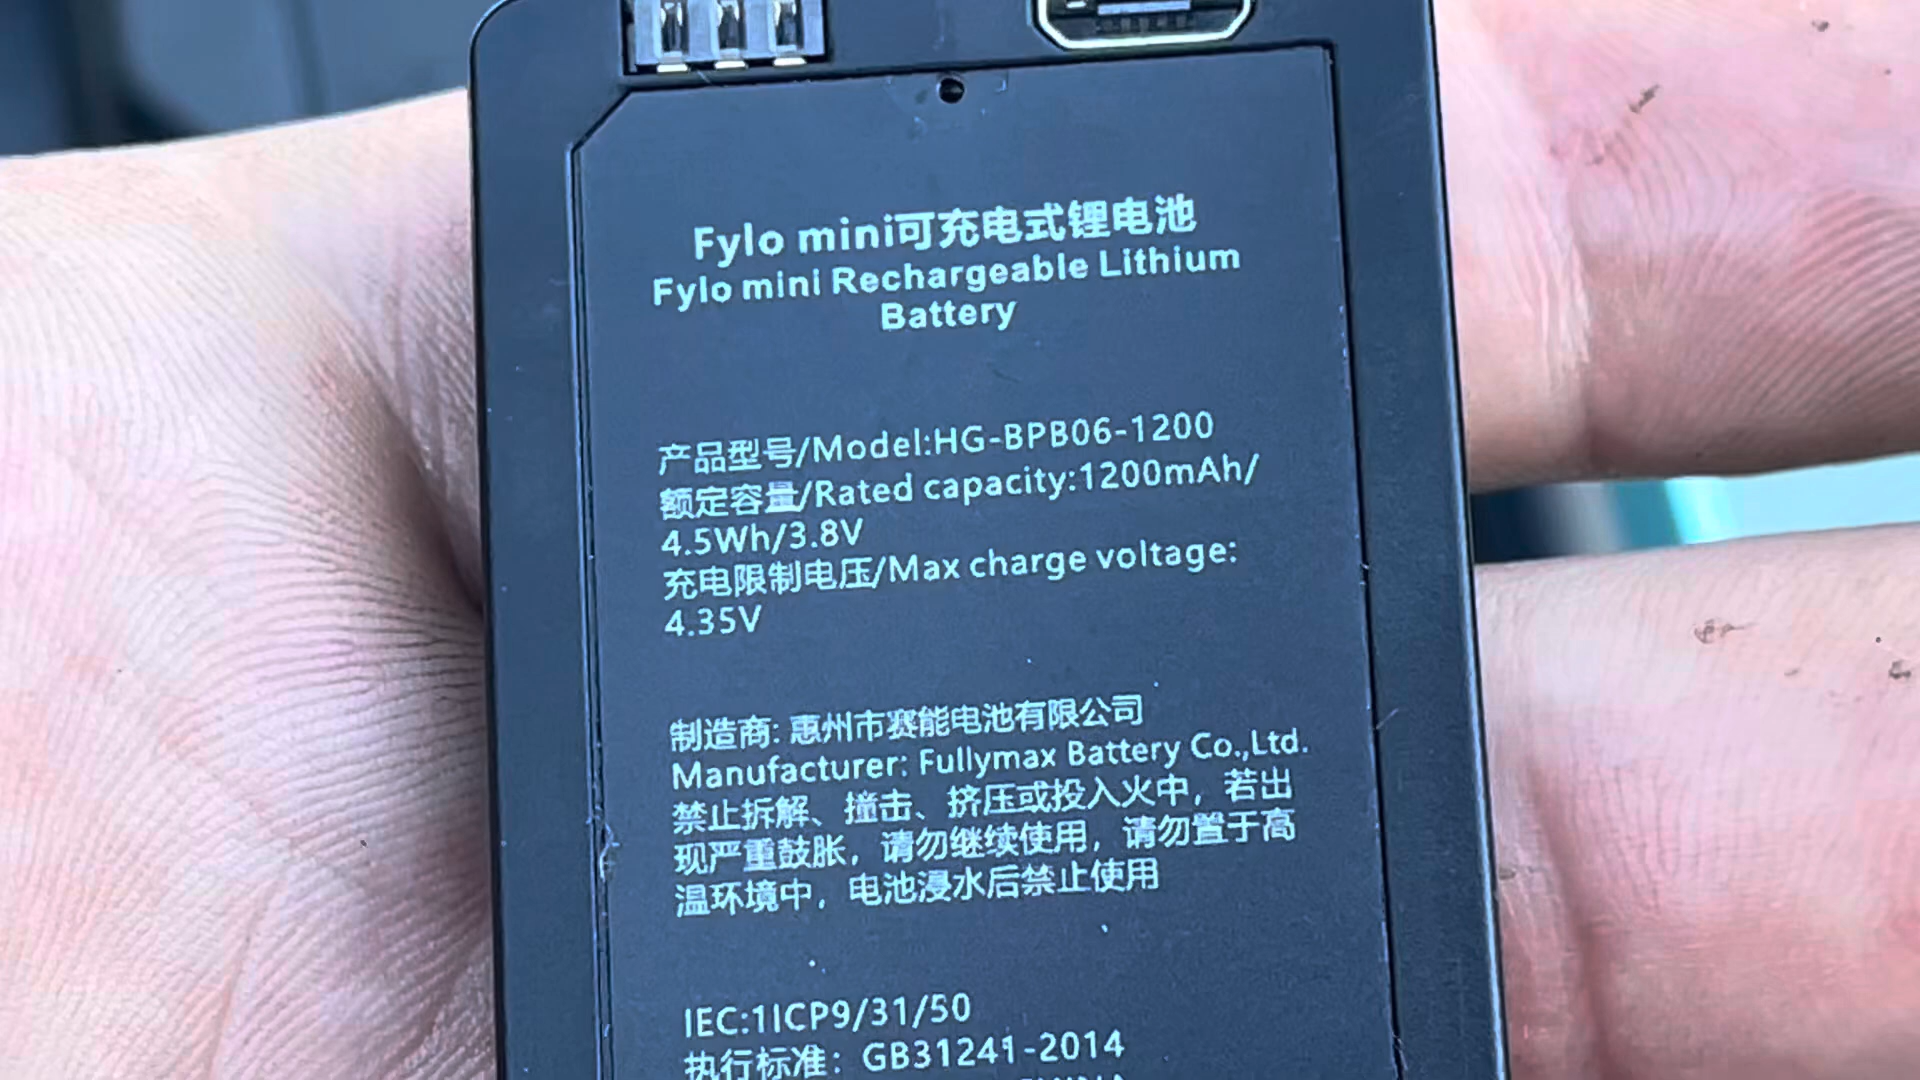 Fylo mini可充电式锂电池
Fylo mini Rechargeable Lithium
Battery
产品型号/Model:HG-BPB06-1200
额定容量/Rated capacity:1200mAh/
4.5Wh/3.8V
充电限制电压/Max charge voltage:
4.35V
制造商: 惠州市赛能电池有限公司
Manufacturer: Fullymax Battery Co.,Ltd.
禁止拆解、撞击、挤压或投入火中，若出
现严重鼓胀，请勿继续使用，请勿置于高
温环境中，电池浸水后禁止使用
IEC:1ICP9/31/50
执行标准：GB31241-2014